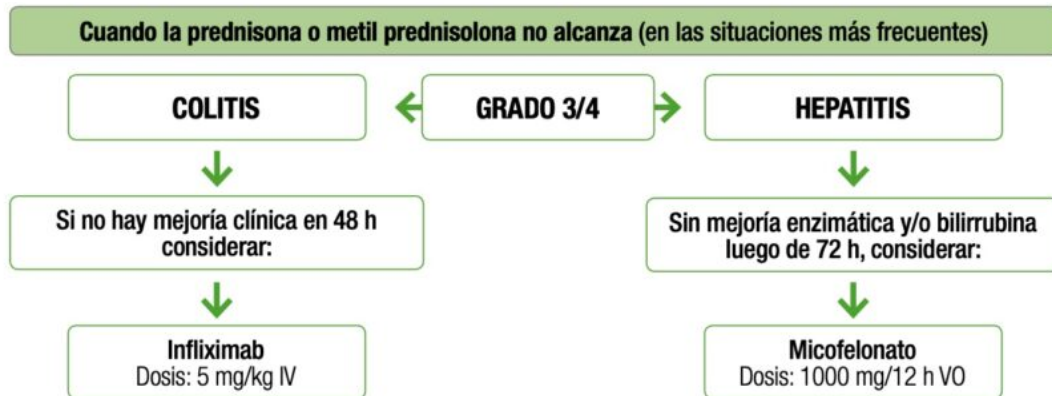 Cuando la prednisona o metil prednisolona no alcanza (en las situaciones más frecuentes)
COLITIS
GRADO 3/4
HEPATITIS
Si no hay mejoría clínica en 48 h
considerar:
Sin mejoría enzimática y/o bilirrubina
luego de 72 h, considerar:
Infliximab
Dosis: 5 mg/kg IV
Micofelonato
Dosis: 1000 mg/12 h VO